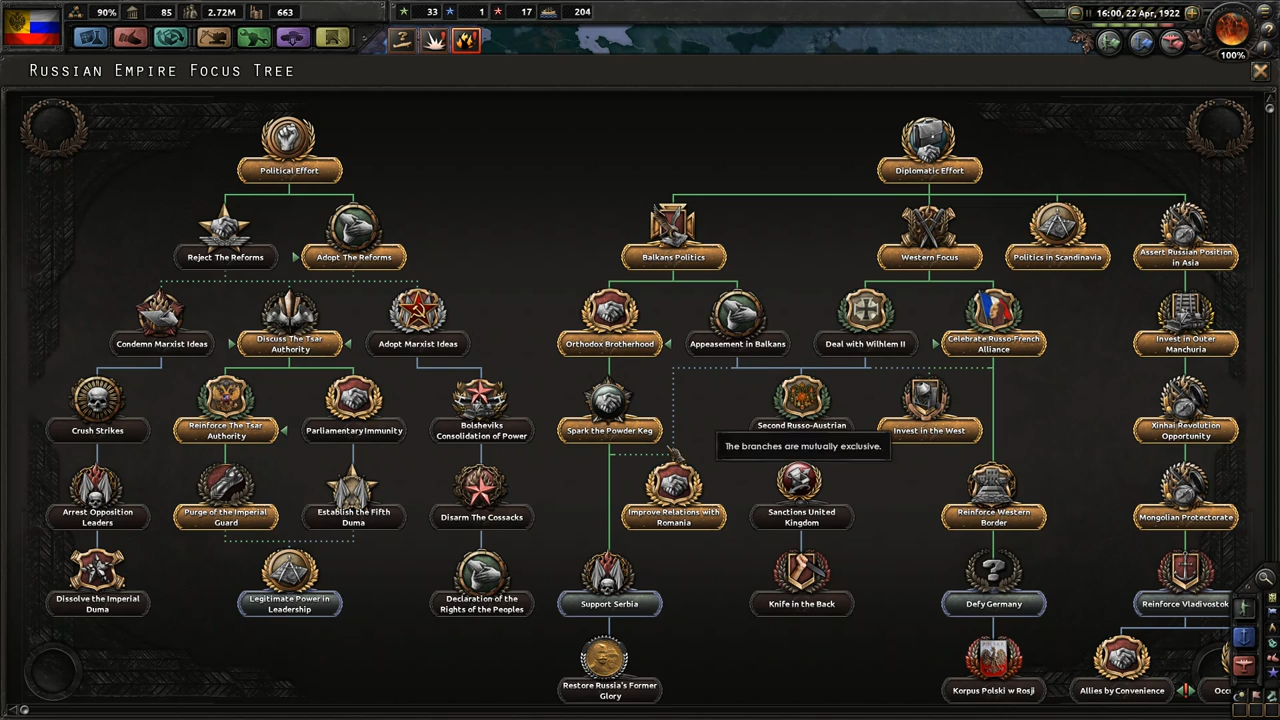 90% 85 2.72M 663 33 1 17 204 16:00, 22 Apr, 1922
100%
Russian Empire Focus Tree
Political Effort
Diplomatic Effort
Reject The Reforms
Adopt The Reforms
Balkans Politics
Western Focus
Politics in Scandinavia
Assert Russian Position
in Asia
Condemn Marxist Ideas
Discuss The Tsar
Authority
Adopt Marxist Ideas
Orthodox Brotherhood
Appeasement in Balkans
Deal with Wilhlem II
Celebrate Russo-French
Alliance
Invest in Outer
Manchuria
Crush Strikes
Reinforce The Tsar
Authority
Parliamentary Immunity
Bolsheviks
Consolidation of Power
Spark the Powder Keg
Second Russo-Austrian
Invest in the West
Xinhai Revolution
Opportunity
The branches are mutually exclusive.
Arrest Opposition
Leaders
Purge of the Imperial
Guard
Establish the Fifth
Duma
Disarm The Cossacks
Improve Relations with
Romania
Sanctions United
Kingdom
Reinforce Western
Border
Mongolian Protectorate
Dissolve the Imperial
Duma
Legitimate Power in
Leadership
Declaration of the
Rights of the Peoples
Support Serbia
Knife in the Back
Defy Germany
Reinforce Vladivostok
Restore Russia's Former
Glory
Korpus Polski w Rosji
Allies by Convenience
Occu